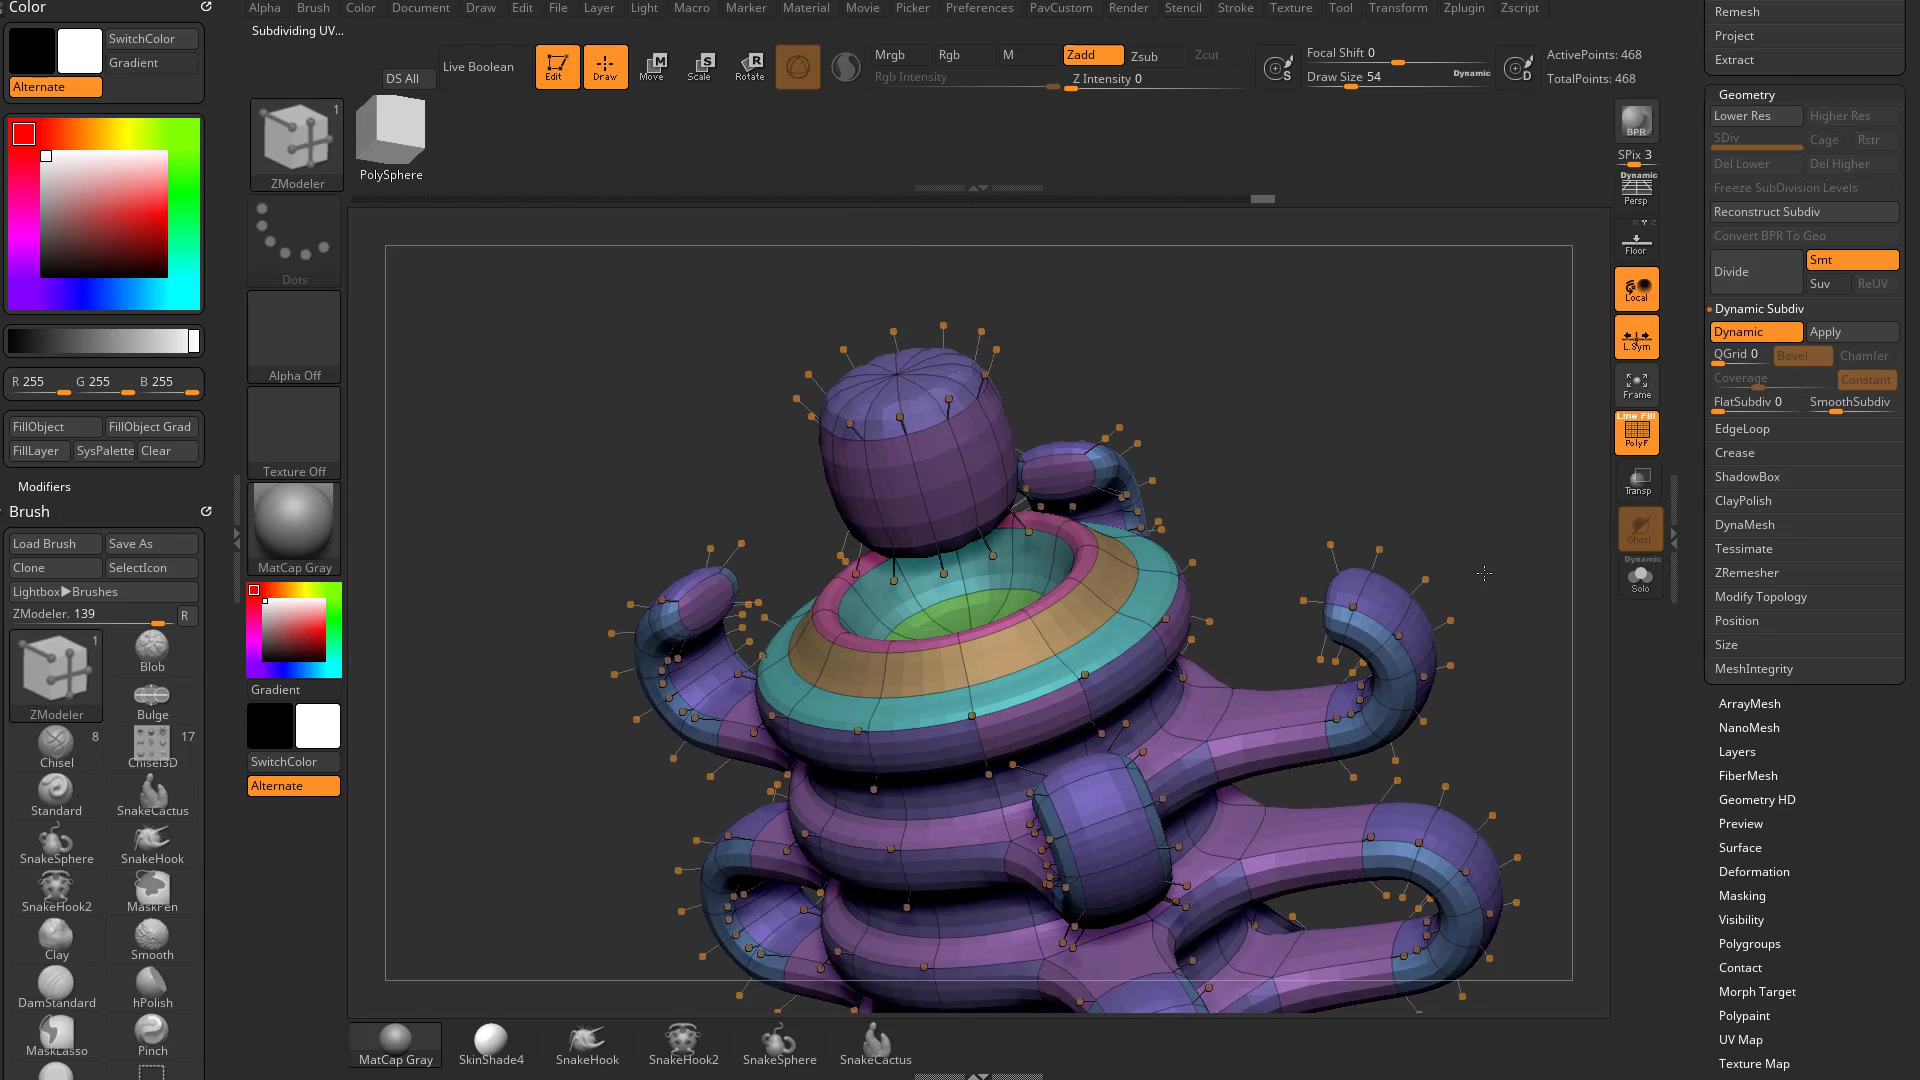 Color
Alpha Brush Color Document Draw Edit File Layer Light Macro Marker Material Movie Picker Preferences PavCustom Render Stencil Stroke Texture Tool Transform Zplugin Zscript
Subdividing UV...
SwitchColor
Gradient
Alternate
DS All
Live Boolean
Edit
Draw
Move
Scale
Rotate
Mrgb Rgb M Zadd Zsub Zcut
Rgb Intensity
Z Intensity 0
Focal Shift 0
Draw Size 54
Dynamic
ActivePoints: 468
TotalPoints: 468
1
ZModeler
PolySphere
Dots
Alpha Off
Texture Off
MatCap Gray
Gradient
SwitchColor
Alternate
R 255 G 255 B 255
FillObject FillObject Grad
FillLayer SysPalette Clear
Modifiers
Brush
Load Brush Save As
Clone SelectIcon
Lightbox▶Brushes
ZModeler. 139 R
1
ZModeler
Blob
Bulge
8 17
Chisel Chisel3D
Standard SnakeCactus
SnakeSphere SnakeHook
SnakeHook2 MaskPen
Clay Smooth
DamStandard hPolish
MaskLasso Pinch
MatCap Gray SkinShade4 SnakeHook SnakeHook2 SnakeSphere SnakeCactus
BPR
SPix 3
Dynamic
Persp
Floor
Local
L.Sym
Frame
Line Fill
PolyF
Transp
Ghost
Dynamic
Solo
Remesh
Project
Extract
Geometry
Lower Res Higher Res
SDiv Cage Rstr
Del Lower Del Higher
Freeze SubDivision Levels
Reconstruct Subdiv
Convert BPR To Geo
Divide Smt
Suv ReUV
Dynamic Subdiv
Dynamic Apply
QGrid 0 Bevel Chamfer
Coverage Constant
FlatSubdiv 0 SmoothSubdiv
EdgeLoop
Crease
ShadowBox
ClayPolish
DynaMesh
Tessimate
ZRemesher
Modify Topology
Position
Size
MeshIntegrity
ArrayMesh
NanoMesh
Layers
FiberMesh
Geometry HD
Preview
Surface
Deformation
Masking
Visibility
Polygroups
Contact
Morph Target
Polypaint
UV Map
Texture Map